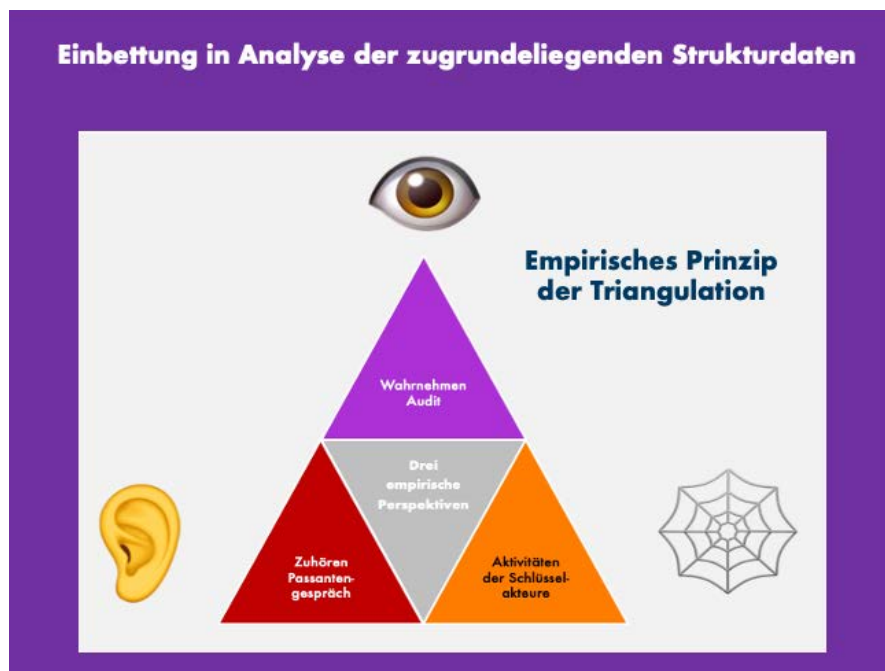 Einbettung in Analyse der zugrundeliegenden Strukturdaten
Empirisches Prinzip
der Triangulation
Wahrnehmen
Audit
Drei
empirische
Perspektiven
Zuhören
Passanten-
gespräch
Aktivitäten
der Schlüssel-
akteure